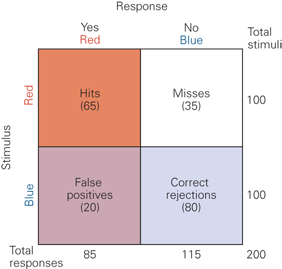 Response
Yes No
Red Blue
Total
stimuli
Stimulus
Red
Hits
(65)
Misses
(35)
100
Blue
False
positives
(20)
Correct
rejections
(80)
100
Total
responses
85 115 200